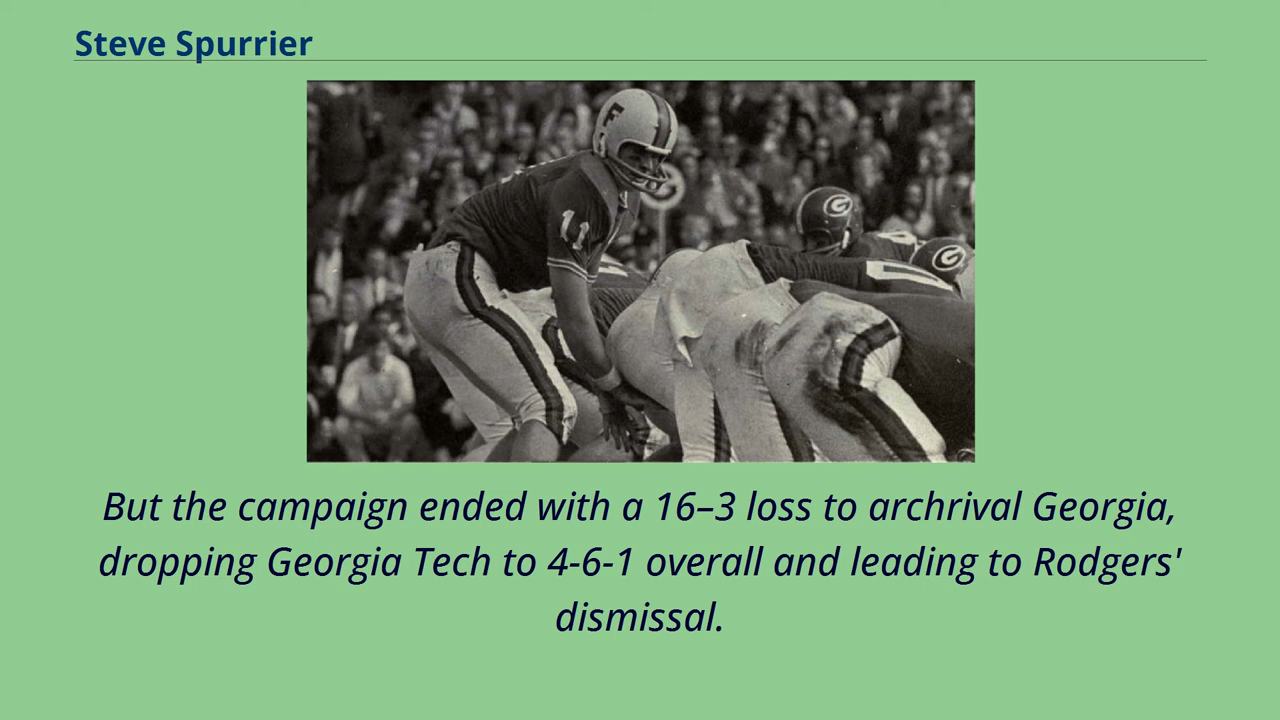 Steve Spurrier
F
11
G
G
But the campaign ended with a 16–3 loss to archrival Georgia,
dropping Georgia Tech to 4-6-1 overall and leading to Rodgers'
dismissal.